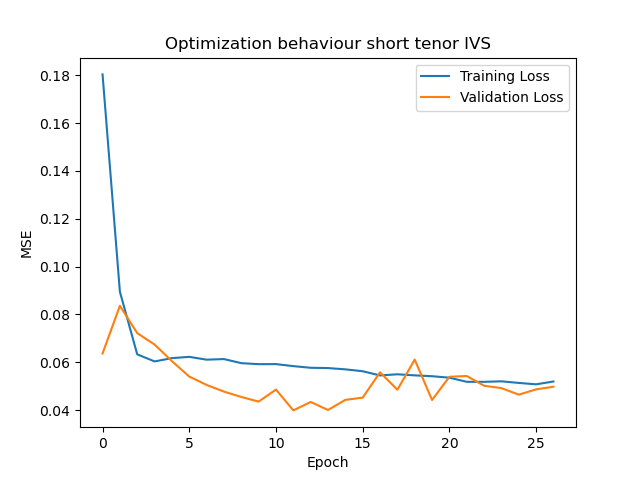 Optimization behaviour short tenor IVS
Training Loss
Validation Loss
MSE
0.18
0.16
0.14
0.12
0.10
0.08
0.06
0.04
0
5
10
15
20
25
Epoch